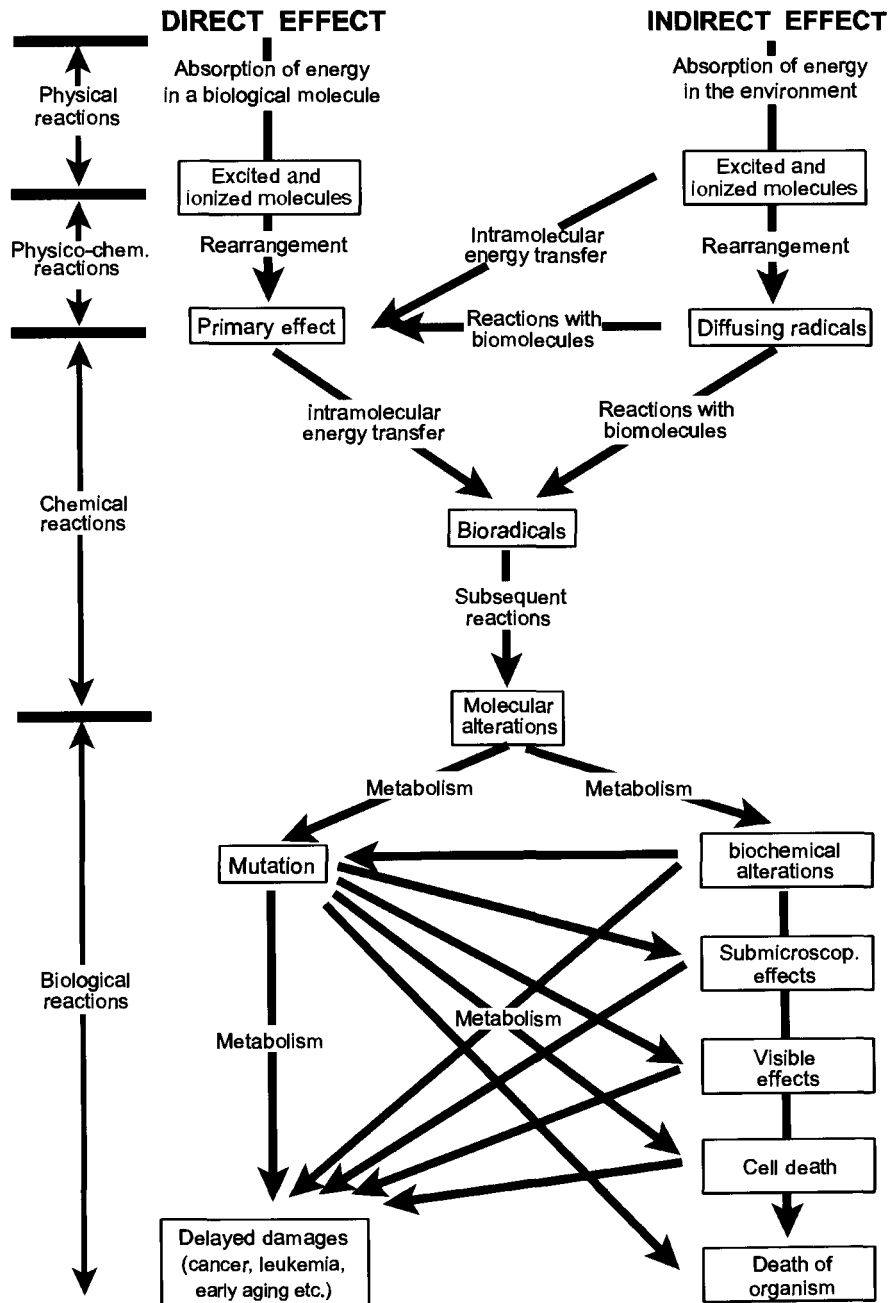 DIRECT EFFECT
INDIRECT EFFECT
Physical
reactions
Absorption of energy
in a biological molecule
Absorption of energy
in the environment
Excited and
ionized molecules
Excited and
ionized molecules
Physico-chem.
reactions
Rearrangement
Intramolecular
energy transfer
Rearrangement
Primary effect
Reactions with
biomolecules
Diffusing radicals
intramolecular
energy transfer
Reactions with
biomolecules
Chemical
reactions
Bioradicals
Subsequent
reactions
Molecular
alterations
Metabolism
Metabolism
Mutation
biochemical
alterations
Submicroscop.
effects
Biological
reactions
Metabolism
Metabolism
Visible
effects
Cell death
Delayed damages
(cancer, leukemia,
early aging etc.)
Death of
organism